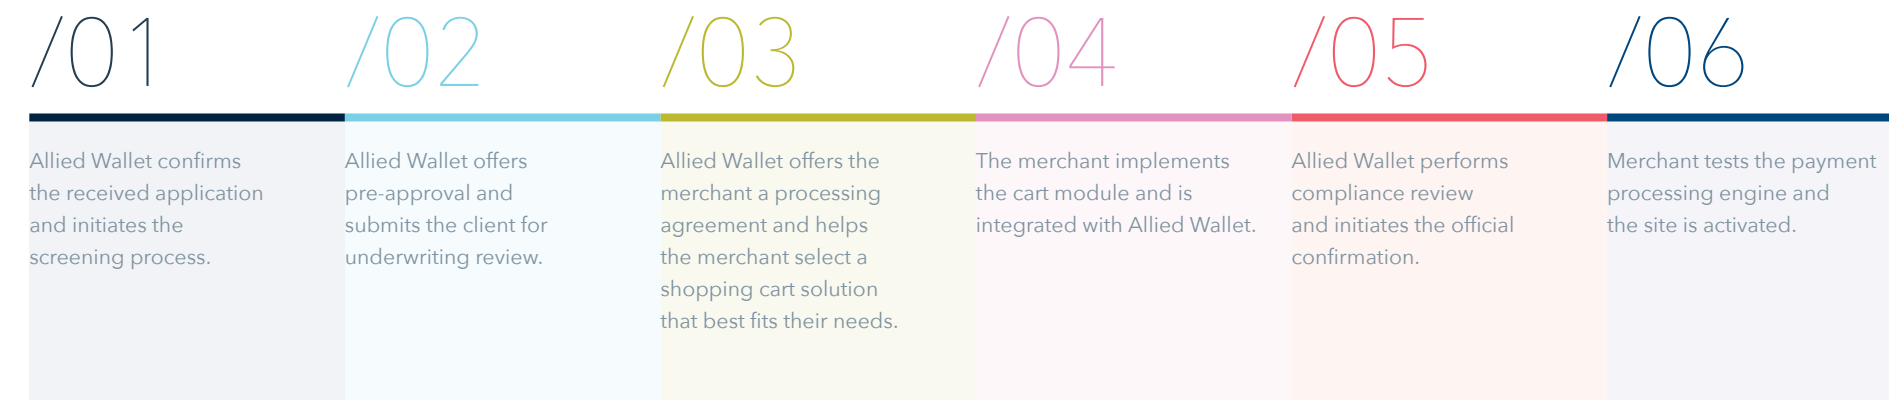 /01
Allied Wallet confirms
the received application
and initiates the
screening process.
/02
Allied Wallet offers
pre-approval and
submits the client for
underwriting review.
/03
Allied Wallet offers the
merchant a processing
agreement and helps
the merchant select a
shopping cart solution
that best fits their needs.
/04
The merchant implements
the cart module and is
integrated with Allied Wallet.
/05
Allied Wallet performs
compliance review
and initiates the official
confirmation.
/06
Merchant tests the payment
processing engine and
the site is activated.